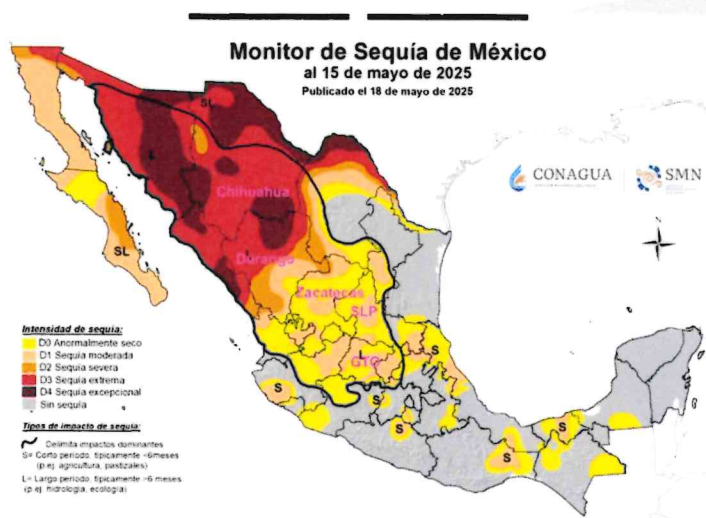 Monitor de Sequía de México
al 15 de mayo de 2025
Publicado el 18 de mayo de 2025
CONAGUA
SMN
SL
L
Chihuahua
Durango
SL
Zacatecas
SLP
L
GTO
S
S
S
S
S
S
Intensidad de sequía:
D0 Anormalmente seco
D1 Sequía moderada
D2 Sequía severa
D3 Sequía extrema
D4 Sequía excepcional
Sin sequía
Tipos de impacto de sequía:
Delimita impactos dominantes
S= Corto periodo, típicamente <6meses
(p.ej. agricultura, pastizales)
L= Largo periodo, típicamente >6 meses
(p.ej. hidrología, ecología)